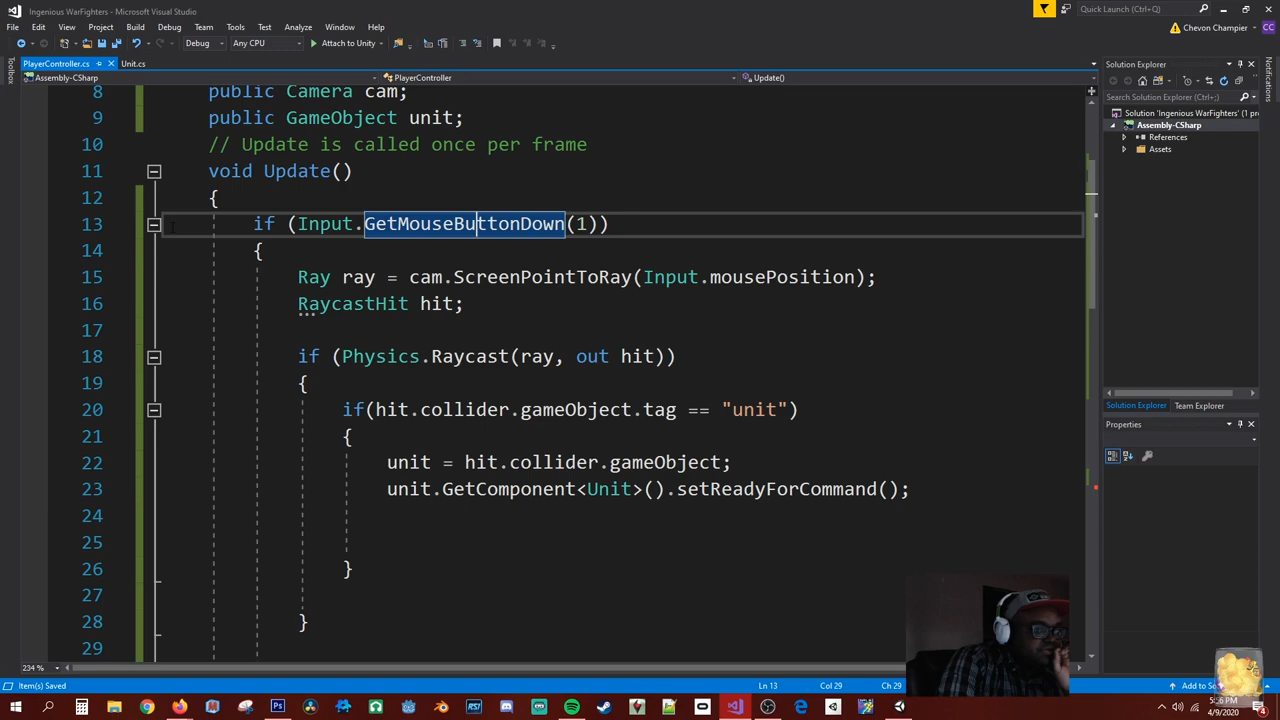 Ingenious WarFighters - Microsoft Visual Studio
Quick Launch (Ctrl+Q)
File Edit View Project Build Debug Team Tools Test Analyze Window Help
Chevon Champier
CC
Debug Any CPU Attach to Unity
PlayerController.cs Unit.cs
Assembly-CSharp PlayerController Update()
Toolbox
8 public Camera cam;
9 public GameObject unit;
10 // Update is called once per frame
11 void Update()
12 {
13 if (Input.GetMouseButtonDown(1))
14 {
15 Ray ray = cam.ScreenPointToRay(Input.mousePosition);
16 RaycastHit hit;
17
18 if (Physics.Raycast(ray, out hit))
19 {
20 if(hit.collider.gameObject.tag == "unit")
21 {
22 unit = hit.collider.gameObject;
23 unit.GetComponent<Unit>().setReadyForCommand();
24
25
26 }
27
28 }
29
Solution Explorer
Search Solution Explorer (Ctrl+;)
Solution 'Ingenious WarFighters' (1 pr
Assembly-CSharp
References
Assets
Solution Explorer Team Explorer
Properties
Notifications
234 %
Item(s) Saved
Ln 13 Col 29 Ch 29
Add to So
4/9/2020